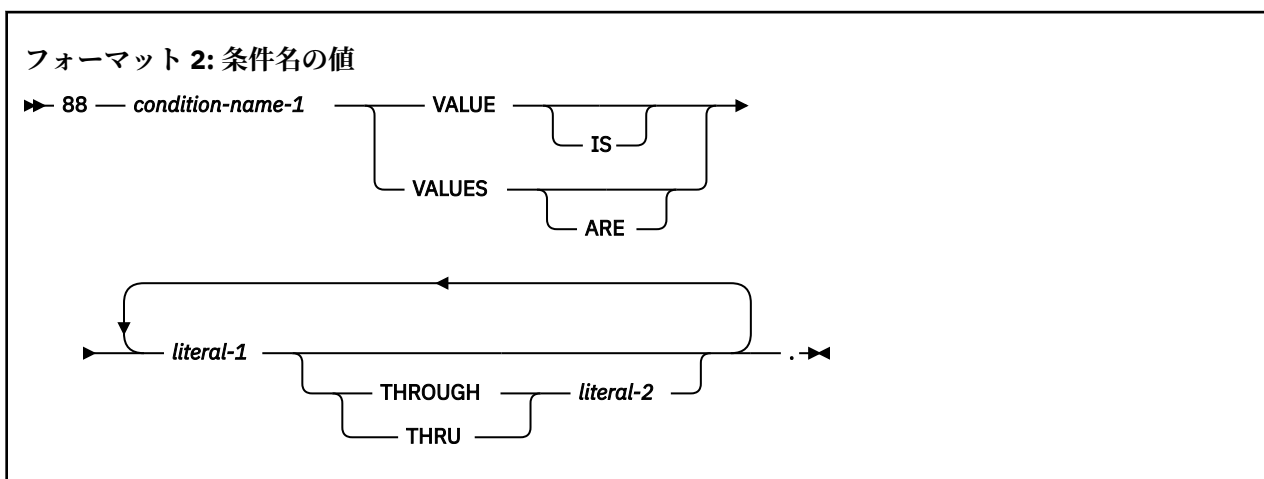 フォーマット 2: 条件名の値
88 condition-name-1 VALUE
IS
VALUES
ARE
literal-1 .
THROUGH literal-2
THRU